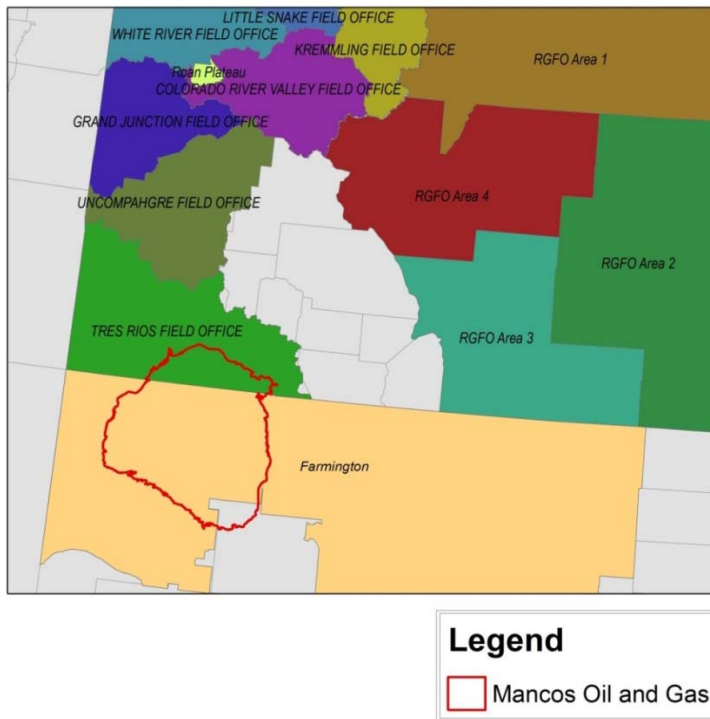 LITTLE SNAKE FIELD OFFICE
WHITE RIVER FIELD OFFICE
KREMMLING FIELD OFFICE
RGFO Area 1
Roan Plateau
COLORADO RIVER VALLEY FIELD OFFICE
GRAND JUNCTION FIELD OFFICE
UNCOMPAHGRE FIELD OFFICE
RGFO Area 4
RGFO Area 2
TRES RIOS FIELD OFFICE
RGFO Area 3
Farmington
Legend
Mancos Oil and Gas